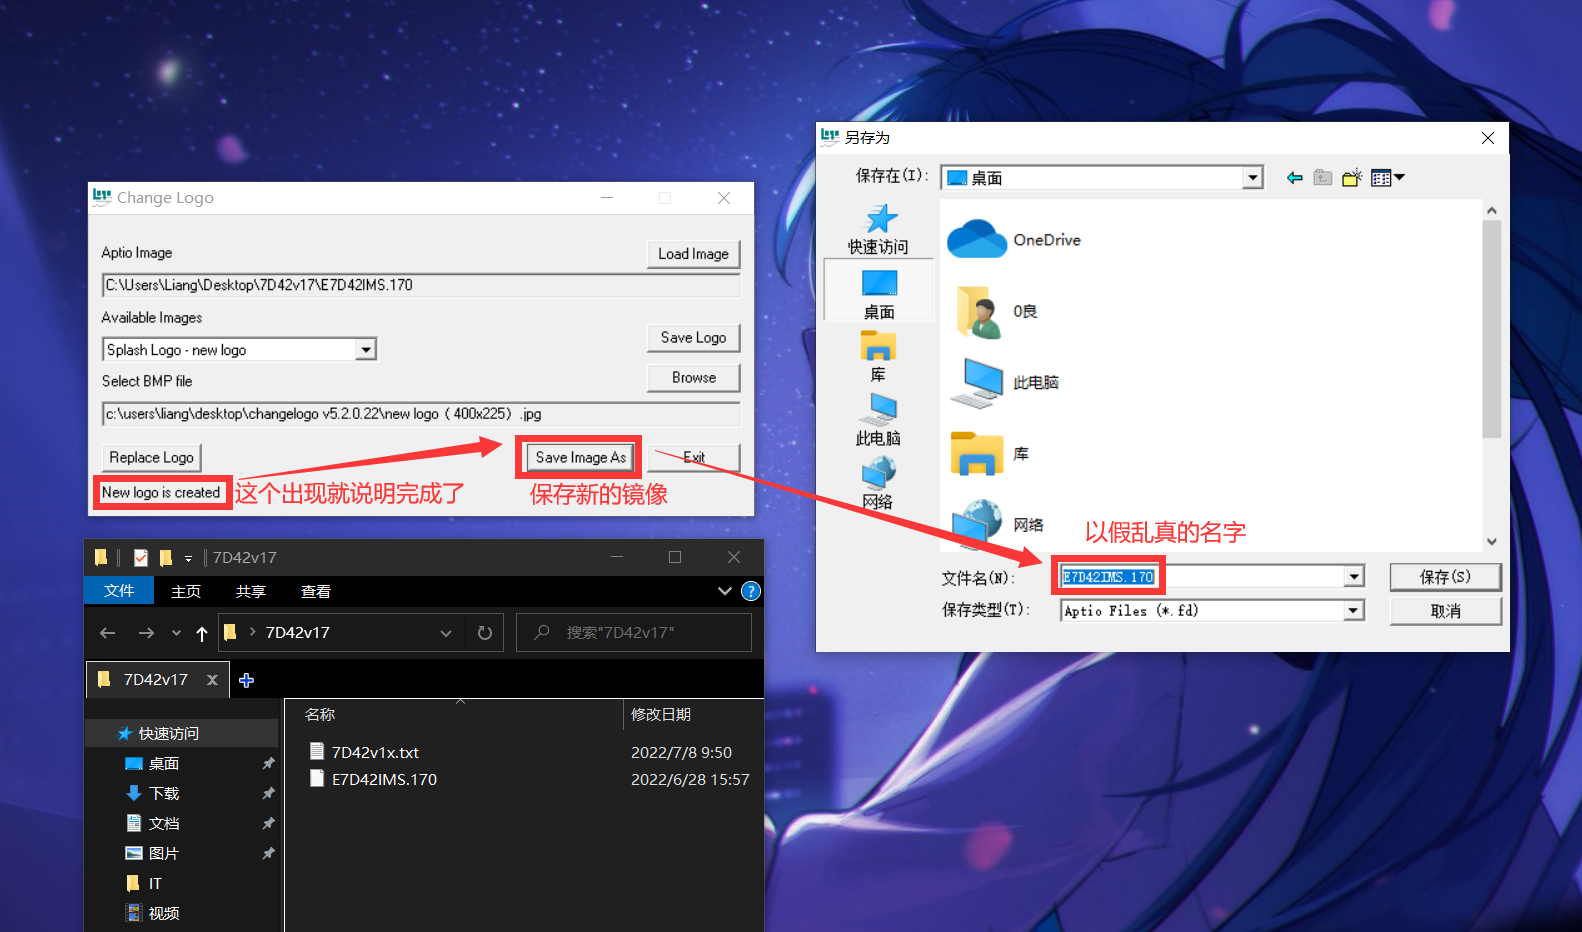 Change Logo
Aptio Image
Load Image
C:\Users\Liang\Desktop\7D42v17\E7D42IMS.170
Available Images
Splash Logo - new logo
Save Logo
Select BMP file
Browse
c:\users\liang\desktop\changelogo v5.2.0.22\new logo（400x225）.jpg
Replace Logo
Save Image As
Exit
New logo is created
这个出现就说明完成了
保存新的镜像
另存为
保存在(I):
桌面
快速访问
桌面
库
此电脑
网络
OneDrive
0良
此电脑
库
网络
以假乱真的名字
文件名(N):
E7D42IMS.170
保存(S)
保存类型(T):
Aptio Files (*.fd)
取消
7D42v17
文件
主页
共享
查看
7D42v17
搜索"7D42v17"
7D42v17
快速访问
桌面
下载
文档
图片
IT
视频
名称
修改日期
7D42v1x.txt
2022/7/8 9:50
E7D42IMS.170
2022/6/28 15:57